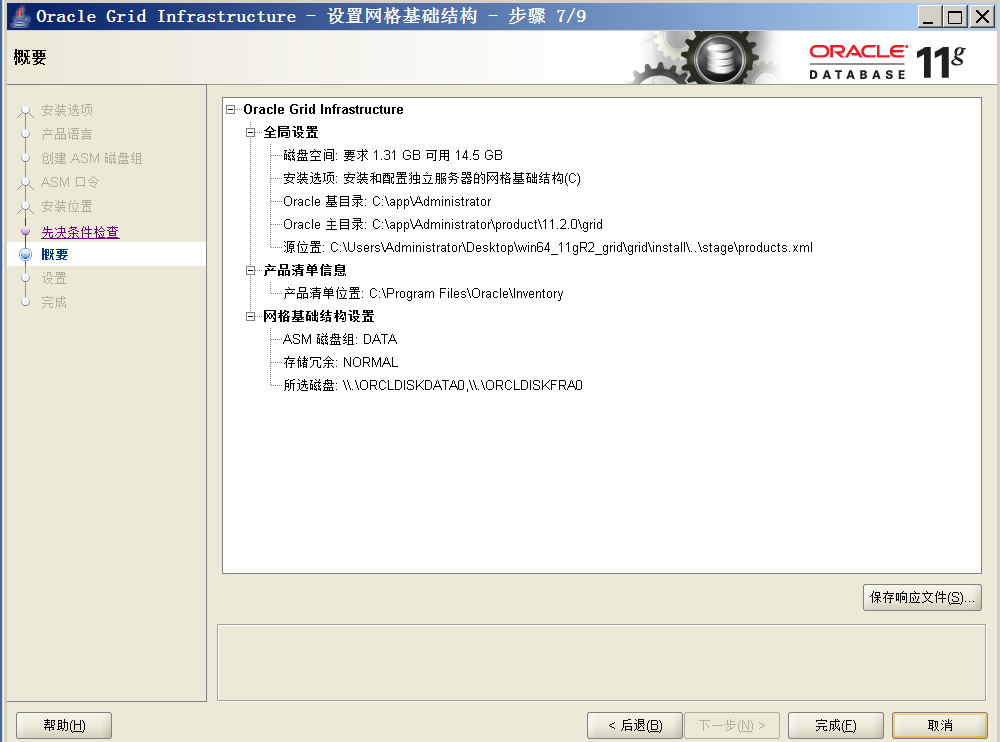 Oracle Grid Infrastructure - 设置网格基础结构 - 步骤 7/9
概要
ORACLE
DATABASE
11g
安装选项
产品语言
创建 ASM 磁盘组
ASM 口令
安装位置
先决条件检查
概要
设置
完成
Oracle Grid Infrastructure
全局设置
磁盘空间: 要求 1.31 GB 可用 14.5 GB
安装选项: 安装和配置独立服务器的网格基础结构(C)
Oracle 基目录: C:\app\Administrator
Oracle 主目录: C:\app\Administrator\product\11.2.0\grid
源位置: C:\Users\Administrator\Desktop\win64_11gR2_grid\grid\install\..\stage\products.xml
产品清单信息
产品清单位置: C:\Program Files\Oracle\Inventory
网格基础结构设置
ASM 磁盘组: DATA
存储冗余: NORMAL
所选磁盘: \\.\ORCLDISKDATA0,\\.\ORCLDISKFRA0
保存响应文件(S)...
帮助(H)
< 后退(B)
下一步(N) >
完成(F)
取消